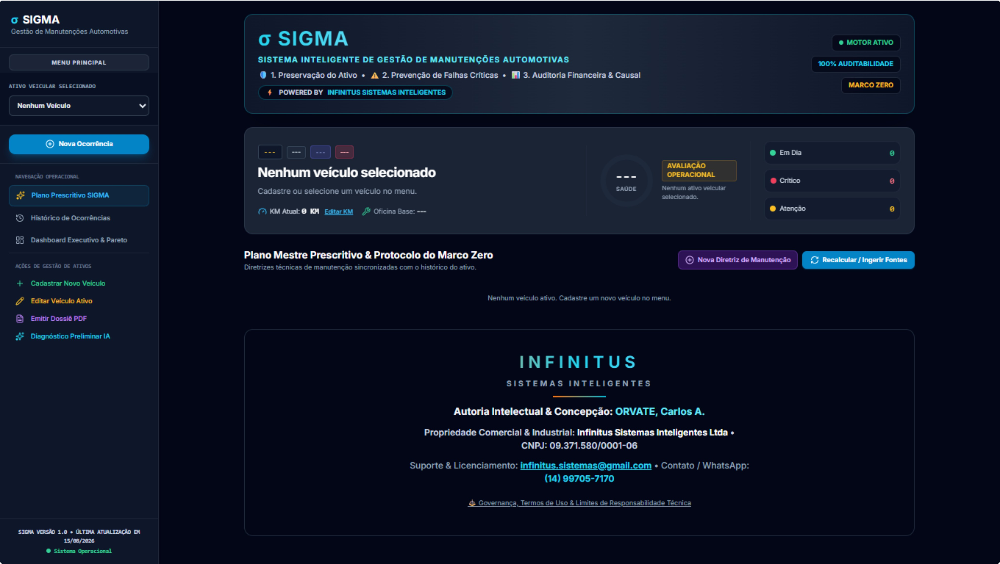 σ SIGMA
Gestão de Manutenções Automotivas
MENU PRINCIPAL
ATIVO VEICULAR SELECIONADO
Nenhum Veículo
Nova Ocorrência
NAVEGAÇÃO OPERACIONAL
Plano Prescritivo SIGMA
Histórico de Ocorrências
Dashboard Executivo & Pareto
AÇÕES DE GESTÃO DE ATIVOS
Cadastrar Novo Veículo
Editar Veículo Ativo
Emitir Dossiê PDF
Diagnóstico Preliminar IA
SIGMA VERSÃO 1.0 • ÚLTIMA ATUALIZAÇÃO EM
15/08/2026
Sistema Operacional
σ SIGMA
SISTEMA INTELIGENTE DE GESTÃO DE MANUTENÇÕES AUTOMOTIVAS
1. Preservação do Ativo • 2. Prevenção de Falhas Críticas • 3. Auditoria Financeira & Causal
POWERED BY INFINITUS SISTEMAS INTELIGENTES
MOTOR ATIVO
100% AUDITABILIDADE
MARCO ZERO
--- --- --- ---
Nenhum veículo selecionado
Cadastre ou selecione um veículo no menu.
KM Atual: 0 KM Editar KM Oficina Base: ---
---
SAÚDE
AVALIAÇÃO
OPERACIONAL
Nenhum ativo veicular
selecionado.
Em Dia 0
Crítico 0
Atenção 0
Plano Mestre Prescritivo & Protocolo do Marco Zero
Diretrizes técnicas de manutenção sincronizadas com o histórico do ativo.
Nova Diretriz de Manutenção
Recalcular / Ingerir Fontes
Nenhum veículo ativo. Cadastre um novo veículo no menu.
INFINITUS
SISTEMAS INTELIGENTES
Autoria Intelectual & Concepção: ORVATE, Carlos A.
Propriedade Comercial & Industrial: Infinitus Sistemas Inteligentes Ltda •
CNPJ: 09.371.580/0001-06
Suporte & Licenciamento: infinitus.sistemas@gmail.com • Contato / WhatsApp:
(14) 99705-7170
Governança, Termos de Uso & Limites de Responsabilidade Técnica